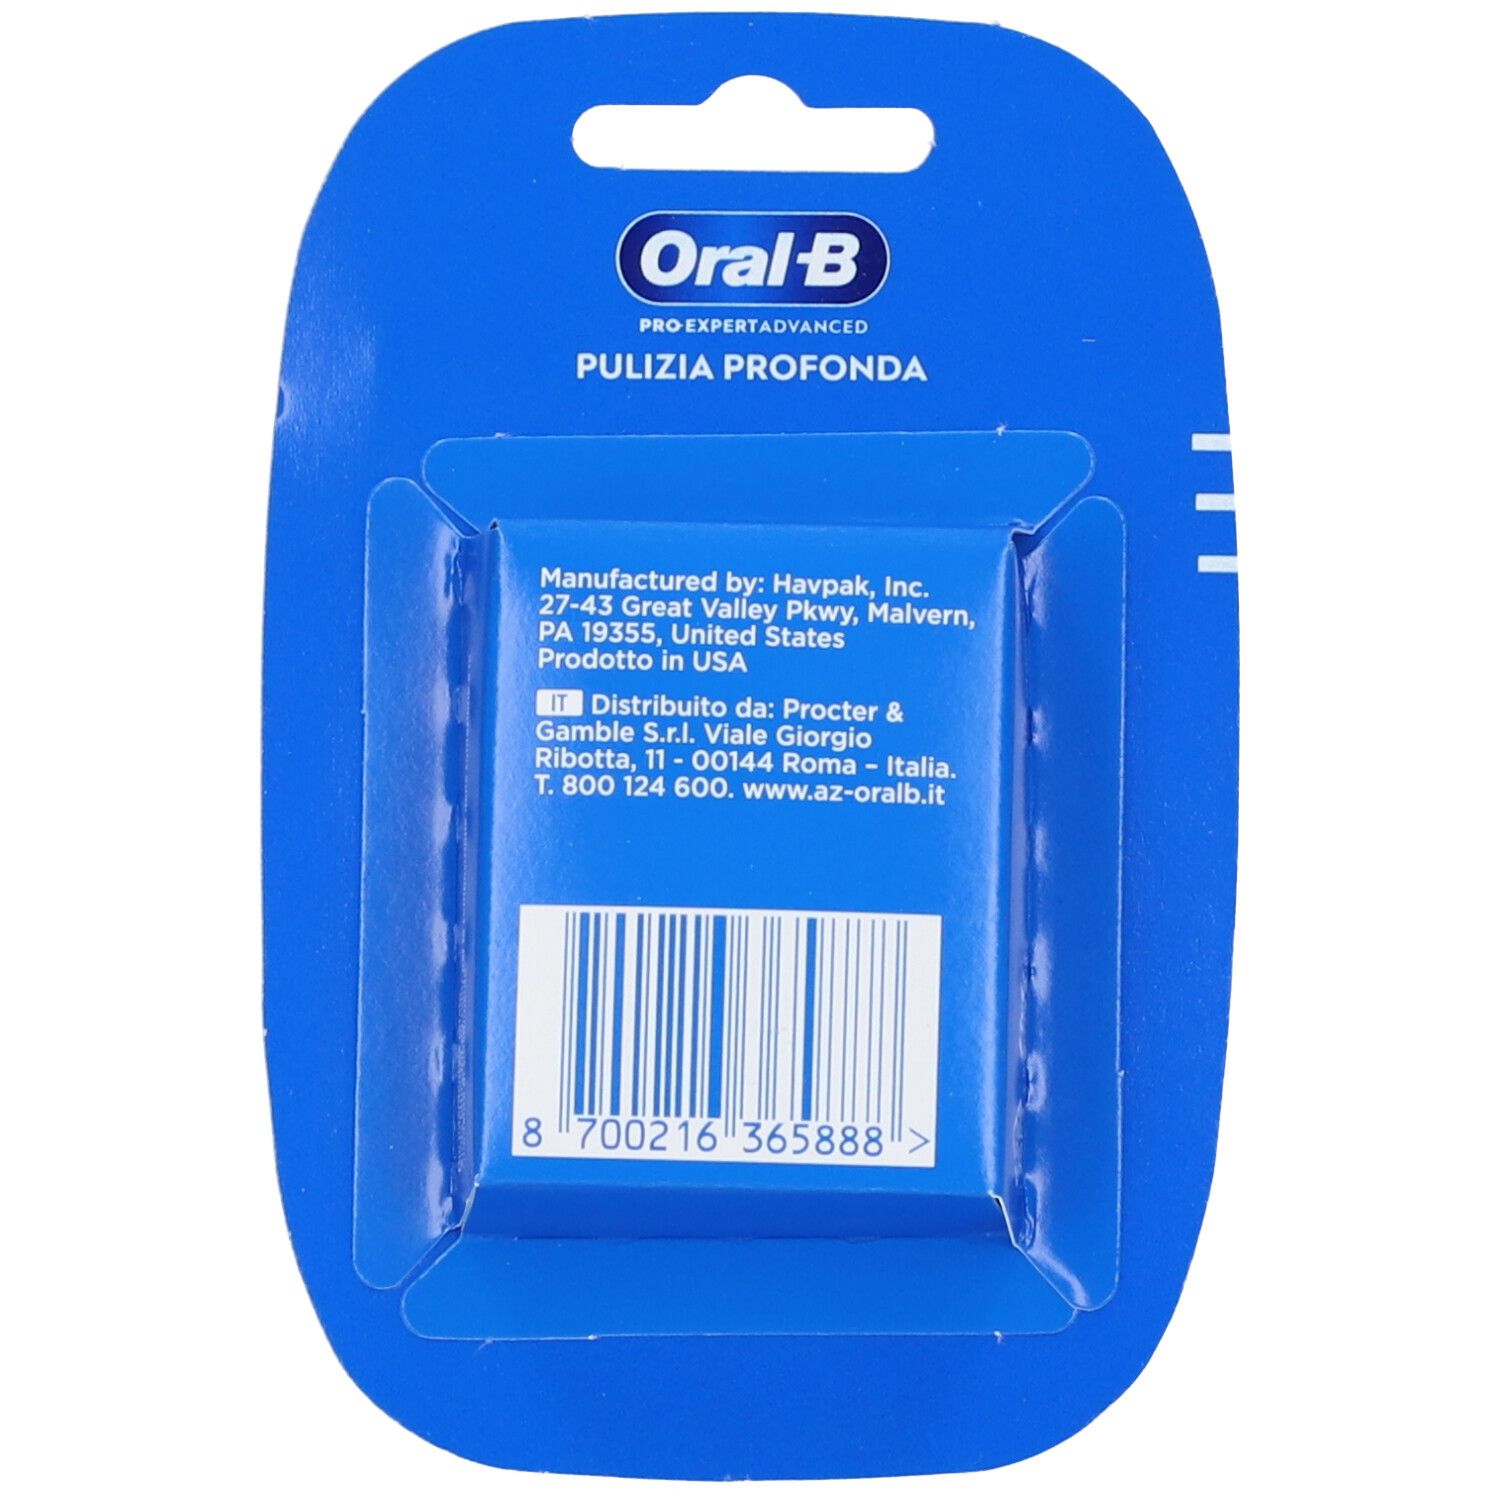 Oral-B
PRO-EXPERTADVANCED
PULIZIA PROFONDA
Manufactured by: Havpak, Inc.
27-43 Great Valley Pkwy, Malvern,
PA 19355, United States
Prodotto in USA
IT Distribuito da: Procter &
Gamble S.r.l. Viale Giorgio
Ribotta, 11 - 00144 Roma – Italia.
T. 800 124 600. www.az-oralb.it
8 700216 365888 >